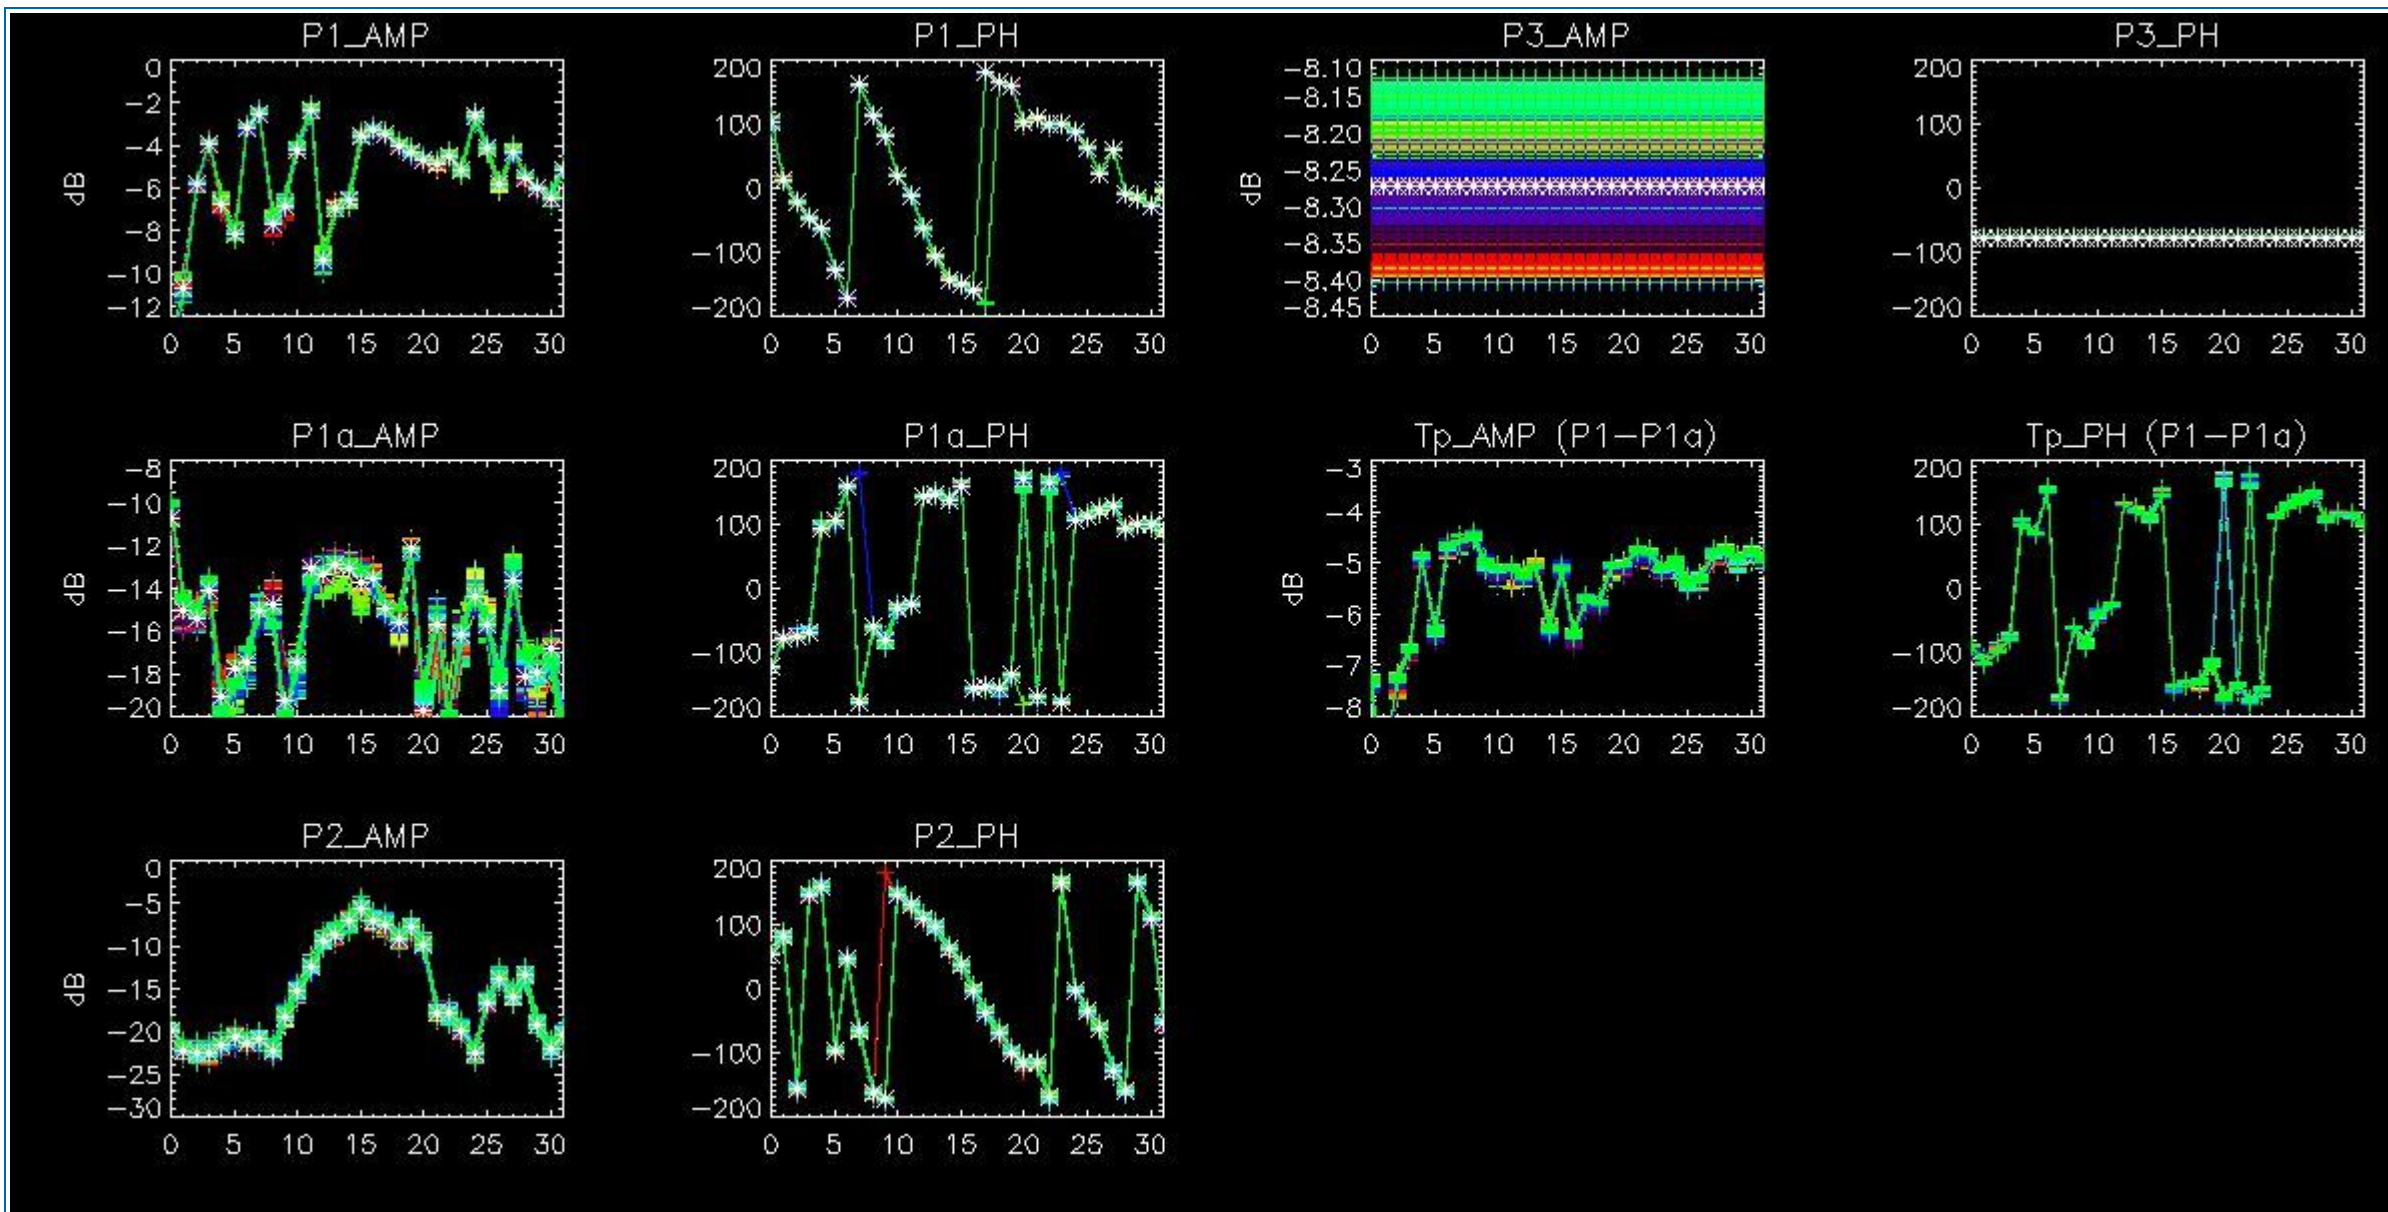 P1_AMP P1_PH P3_AMP P3_PH
0 200 -8.10 200
-2 -8.15
100 100
-4 -8.20
-8.25
dB -6 0 dB -8.30 0
-8 -8.35
-100 -100
-10 -8.40
-12 -200 -8.45 -200
0 5 10 15 20 25 30 0 5 10 15 20 25 30 0 5 10 15 20 25 30 0 5 10 15 20 25 30
P1a_AMP P1a_PH Tp_AMP (P1-P1a) Tp_PH (P1-P1a)
-8 200 -3 200
-10 100 -4 100
-12
dB -14 0 dB -5 0
-16 -6
-100 -100
-18 -7
-20 -200 -8 -200
0 5 10 15 20 25 30 0 5 10 15 20 25 30 0 5 10 15 20 25 30 0 5 10 15 20 25 30
P2_AMP P2_PH
0 200
-5 100
-10
dB -15 0
-20
-100
-25
-30 -200
0 5 10 15 20 25 30 0 5 10 15 20 25 30